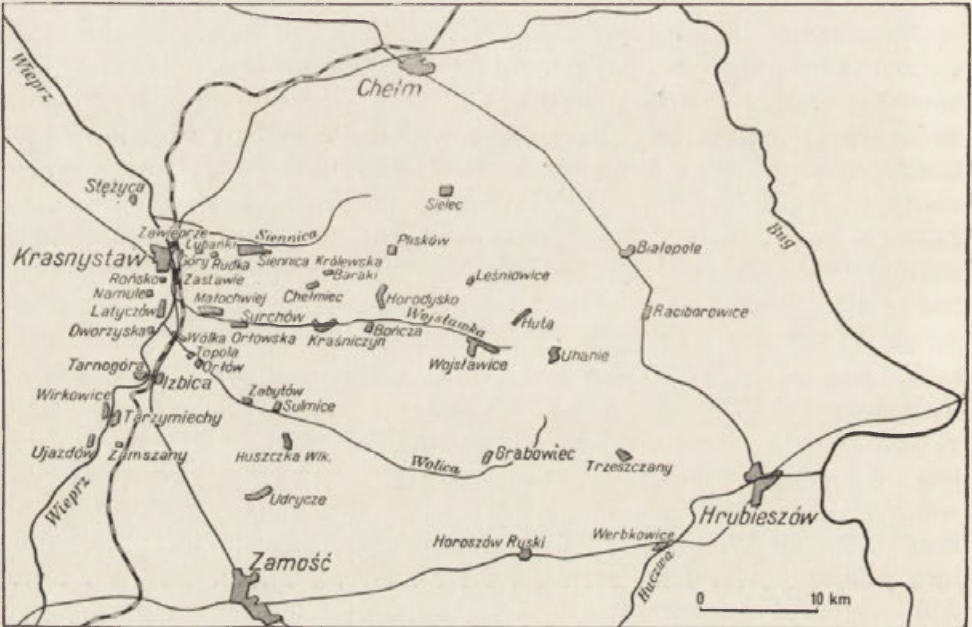 Wieprz
Chełm
Bug
Stężyca
Sielec
Zawieprze
Lubańki
Siennica
Plisków
Białopole
Krasnystaw
Góry
Rudka
Siennica Królewska
Baraki
Leśniowice
Rońsko
Zastawie
Namule
Chełmiec
Horodysko
Małochwiej
Latyczów
Surchów
Wojsławka
Huta
Raciborowice
Dworzyska
Wólka Orłowska
Kraśniczyn
Bończa
Topola
Orłów
Wojsławice
Uhanie
Tarnogóra
Izbica
Wirkowice
Zabytów
Sulmice
Tarzymiechy
Ujazdów
Zamszany
Huszczka Wlk.
Wolica
Grabowiec
Trzeszczany
Wieprz
Udrycze
Hrubieszów
Horoszów Ruski
Werbkowice
Zamość
Huczwa
0 10 km